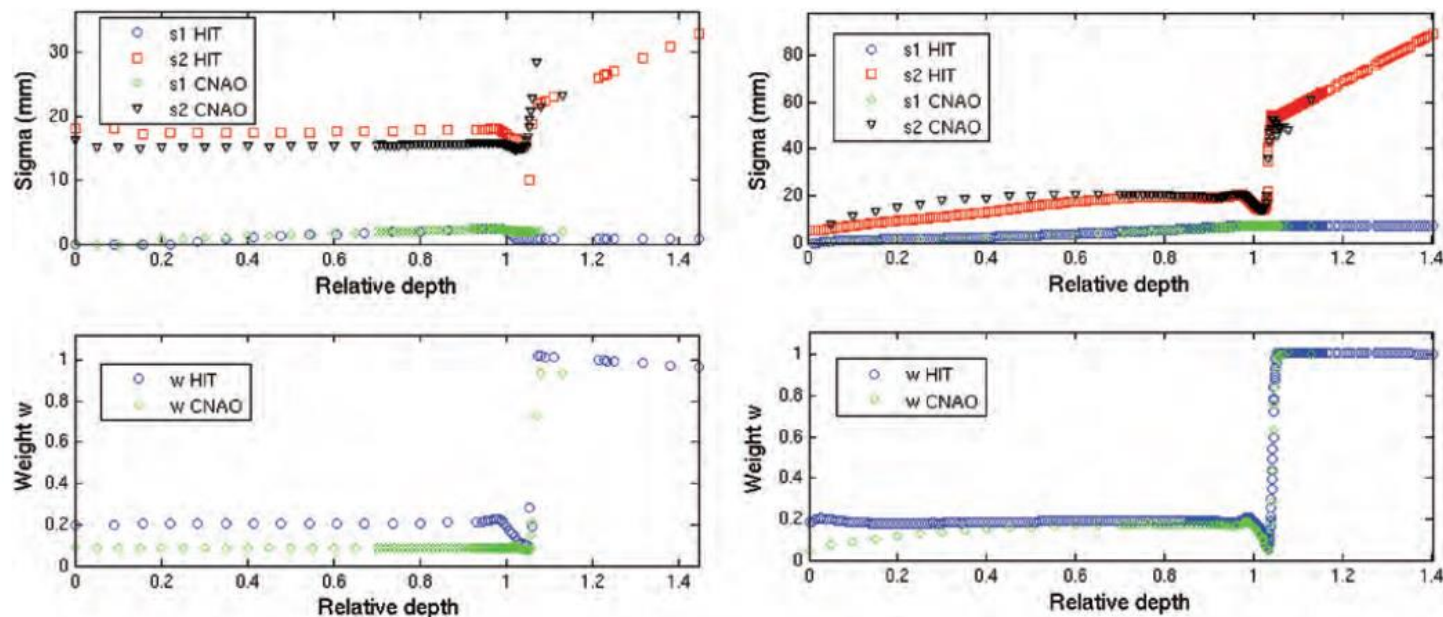 s1 HIT
s2 HIT
s1 CNAO
s2 CNAO
Sigma (mm)
30
20
10
0
0 0.2 0.4 0.6 0.8 1 1.2 1.4
Relative depth
s1 HIT
s2 HIT
s1 CNAO
s2 CNAO
Sigma (mm)
80
60
40
20
0
0 0.2 0.4 0.6 0.8 1.0 1.2 1.4
Relative depth
w HIT
w CNAO
Weight w
1
0.8
0.6
0.4
0.2
0
0 0.2 0.4 0.6 0.8 1 1.2 1.4
Relative depth
w HIT
w CNAO
Weight w
1
0.8
0.6
0.4
0.2
0
0 0.2 0.4 0.6 0.8 1.0 1.2 1.4
Relative depth